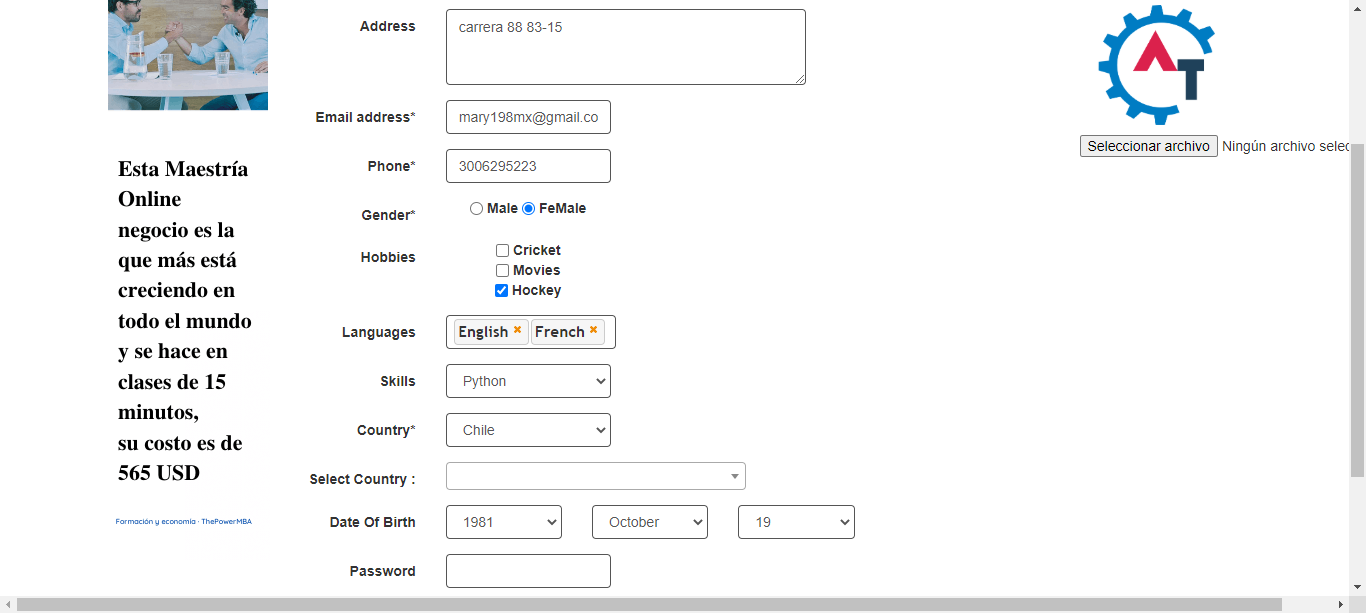 Address
carrera 88 83-15
Email address*
mary198mx@gmail.co
Phone*
3006295223
Gender*
Male FeMale
Hobbies
Cricket
Movies
Hockey
Languages
English × French ×
Skills
Python
Country*
Chile
Select Country :
Date Of Birth
1981 October 19
Password
Esta Maestría
Online
negocio es la
que más está
creciendo en
todo el mundo
y se hace en
clases de 15
minutos,
su costo es de
565 USD
Formación y economía · ThePowerMBA
AT
Seleccionar archivo Ningún archivo selec